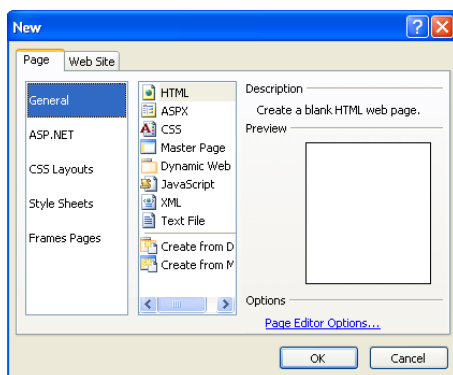 New
Page
Web Site
General
ASP.NET
CSS Layouts
Style Sheets
Frames Pages
HTML
ASPX
CSS
Master Page
Dynamic Web
JavaScript
XML
Text File
Create from D
Create from M
Description
Create a blank HTML web page.
Preview
Options
Page Editor Options...
OK
Cancel